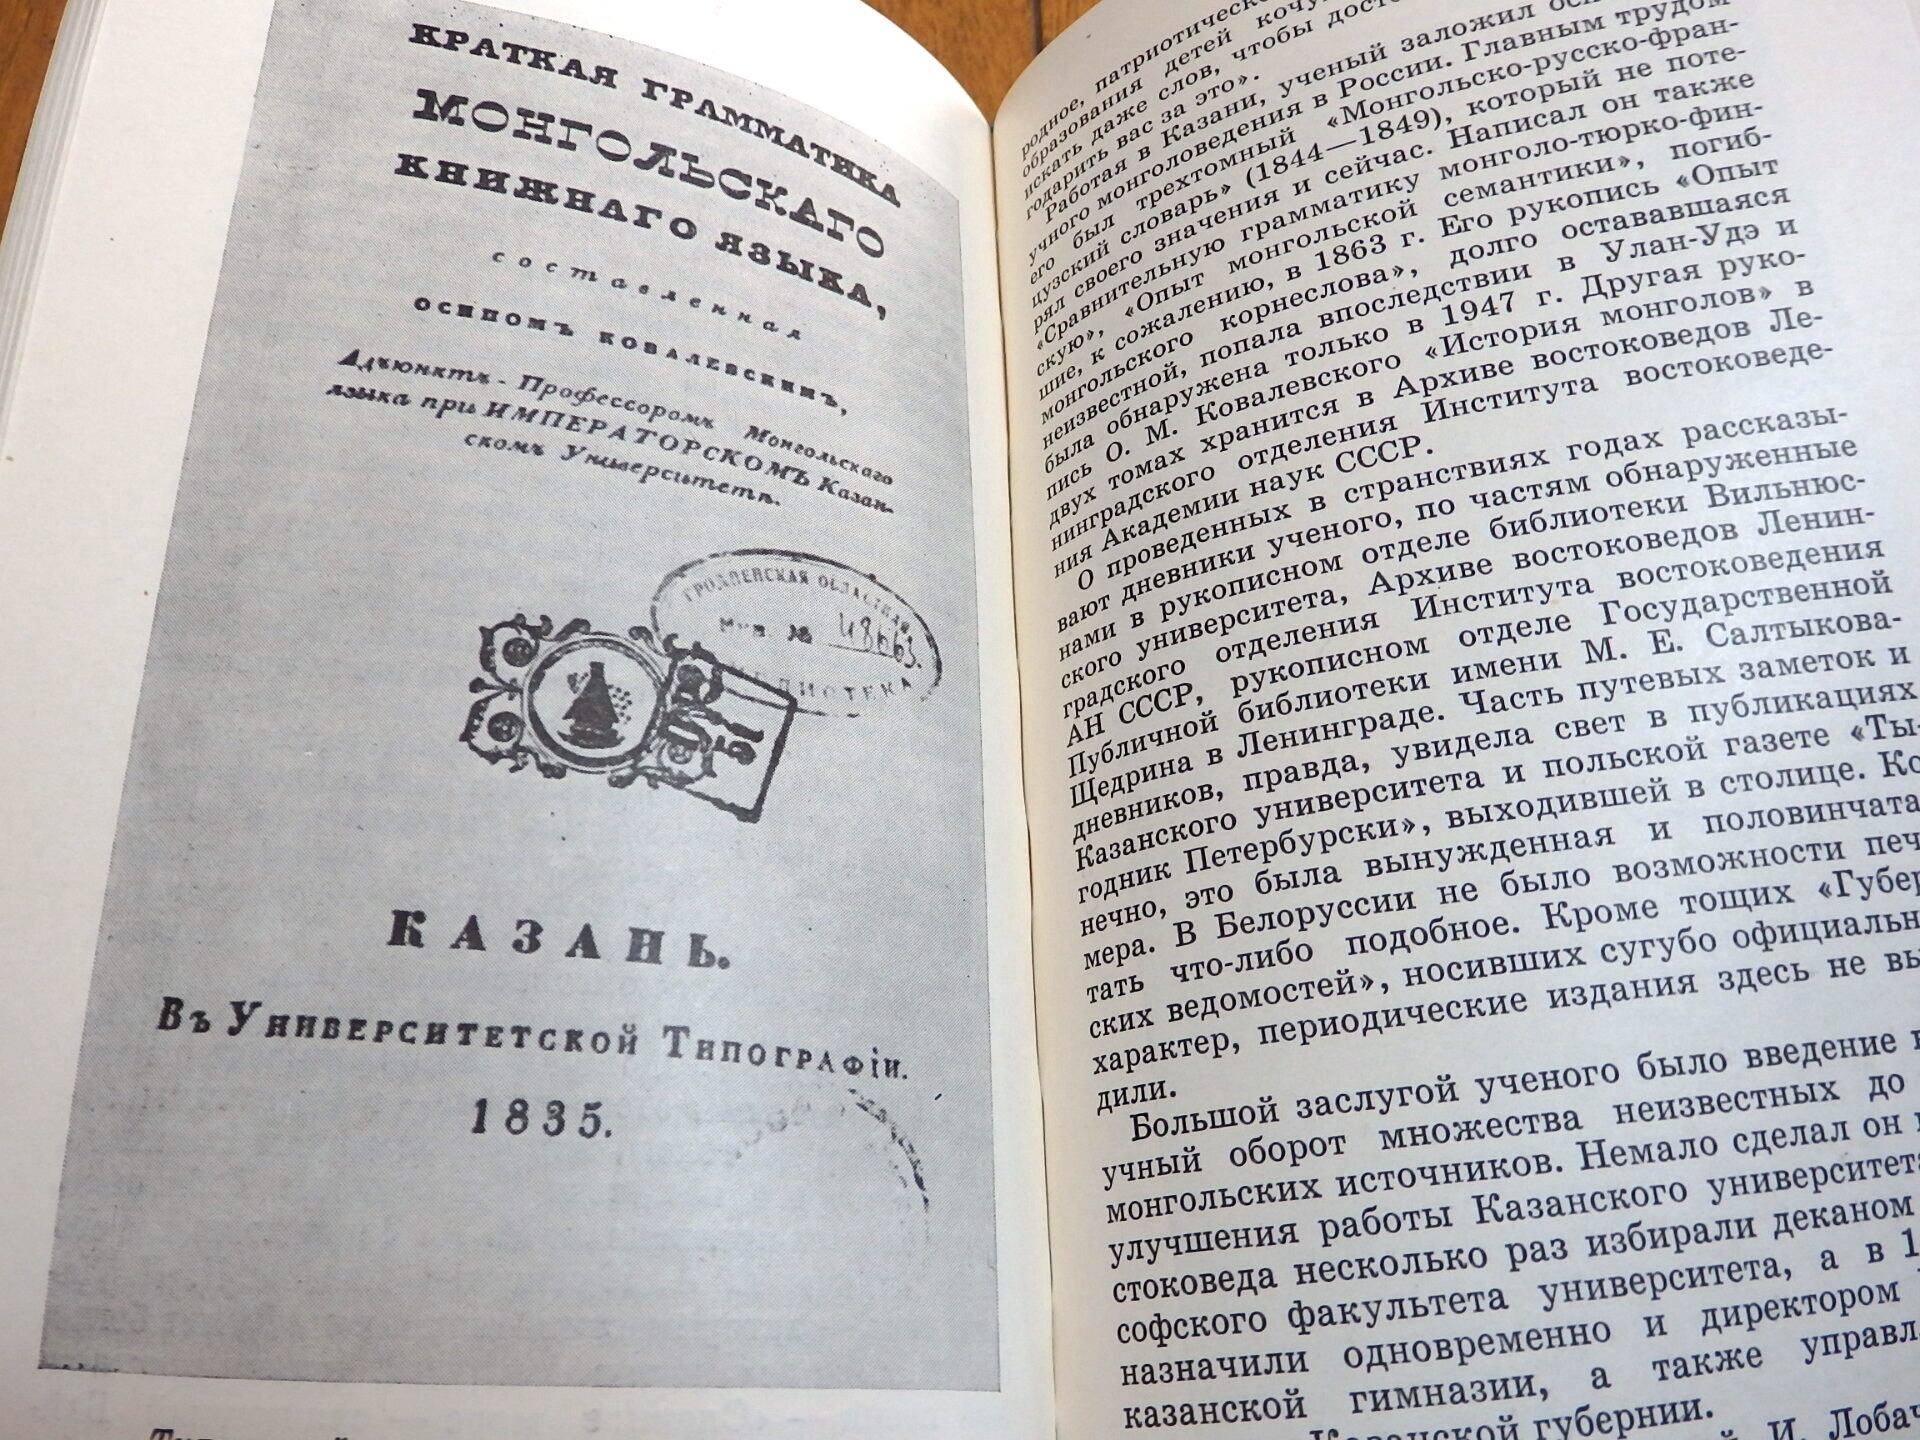 КРАТКАЯ ГРАММАТИКА
МОНГОЛЬСКАГО
КНИЖНАГО ЯЗЫКА,
составленная
ОСИПОМЪ КОВАЛЕВСКИМЪ,
Адъюнктъ-Профессоромъ Монгольскаго
языка при ИМПЕРАТОРСКОМЪ Казан-
скомъ Университетѣ.
ОБЛАСТНАЯ
ИНВ. № 48663.
БИБЛИОТЕКА
КАЗАНЬ.
Въ Университетской Типографіи.
1835.
родное, патриотическое
образования детей
искать даже слов, чтобы
годарить вас за это».
Работая в Казани, ученый заложил
учного монголоведения в России. Главным трудом
его был трехтомный «Монгольско-русско-фран-
цузский словарь» (1844—1849), который не поте-
рял своего значения и сейчас. Написал он также
«Сравнительную грамматику монголо-тюрко-фин-
скую», «Опыт монгольской семантики», погиб-
шие, к сожалению, в 1863 г. Его рукопись «Опыт
монгольского корнеслова», долго остававшаяся
неизвестной, попала впоследствии в Улан-Удэ и
была обнаружена только в 1947 г. Другая руко-
пись О. М. Ковалевского «История монголов» в
двух томах хранится в Архиве востоковедов Ле-
нинградского отделения Института востоковеде-
ния Академии наук СССР.
О проведенных в странствиях годах рассказы-
вают дневники ученого, по частям обнаруженные
нами в рукописном отделе библиотеки Вильнюс-
ского университета, Архиве востоковедов Ленин-
градского отделения Института востоковедения
АН СССР, рукописном отделе Государственной
Публичной библиотеки имени М. Е. Салтыкова-
Щедрина в Ленинграде. Часть путевых заметок и
дневников, правда, увидела свет в публикациях
Казанского университета и польской газете «Ты-
годник Петербурски», выходившей в столице. Ко
нечно, это была вынужденная и половинчата
мера. В Белоруссии не было возможности печ
тать что-либо подобное. Кроме тощих «Губер
ских ведомостей», носивших сугубо официальн
характер, периодические издания здесь не вы
дили.
Большой заслугой ученого было введение
учный оборот множества неизвестных до
монгольских источников. Немало сделал он
улучшения работы Казанского университета
стоковеда несколько раз избирали деканом
софского факультета университета, а в 1
назначили одновременно и директором
казанской гимназии, а также управл
Казанской губернии.
И. Лобач